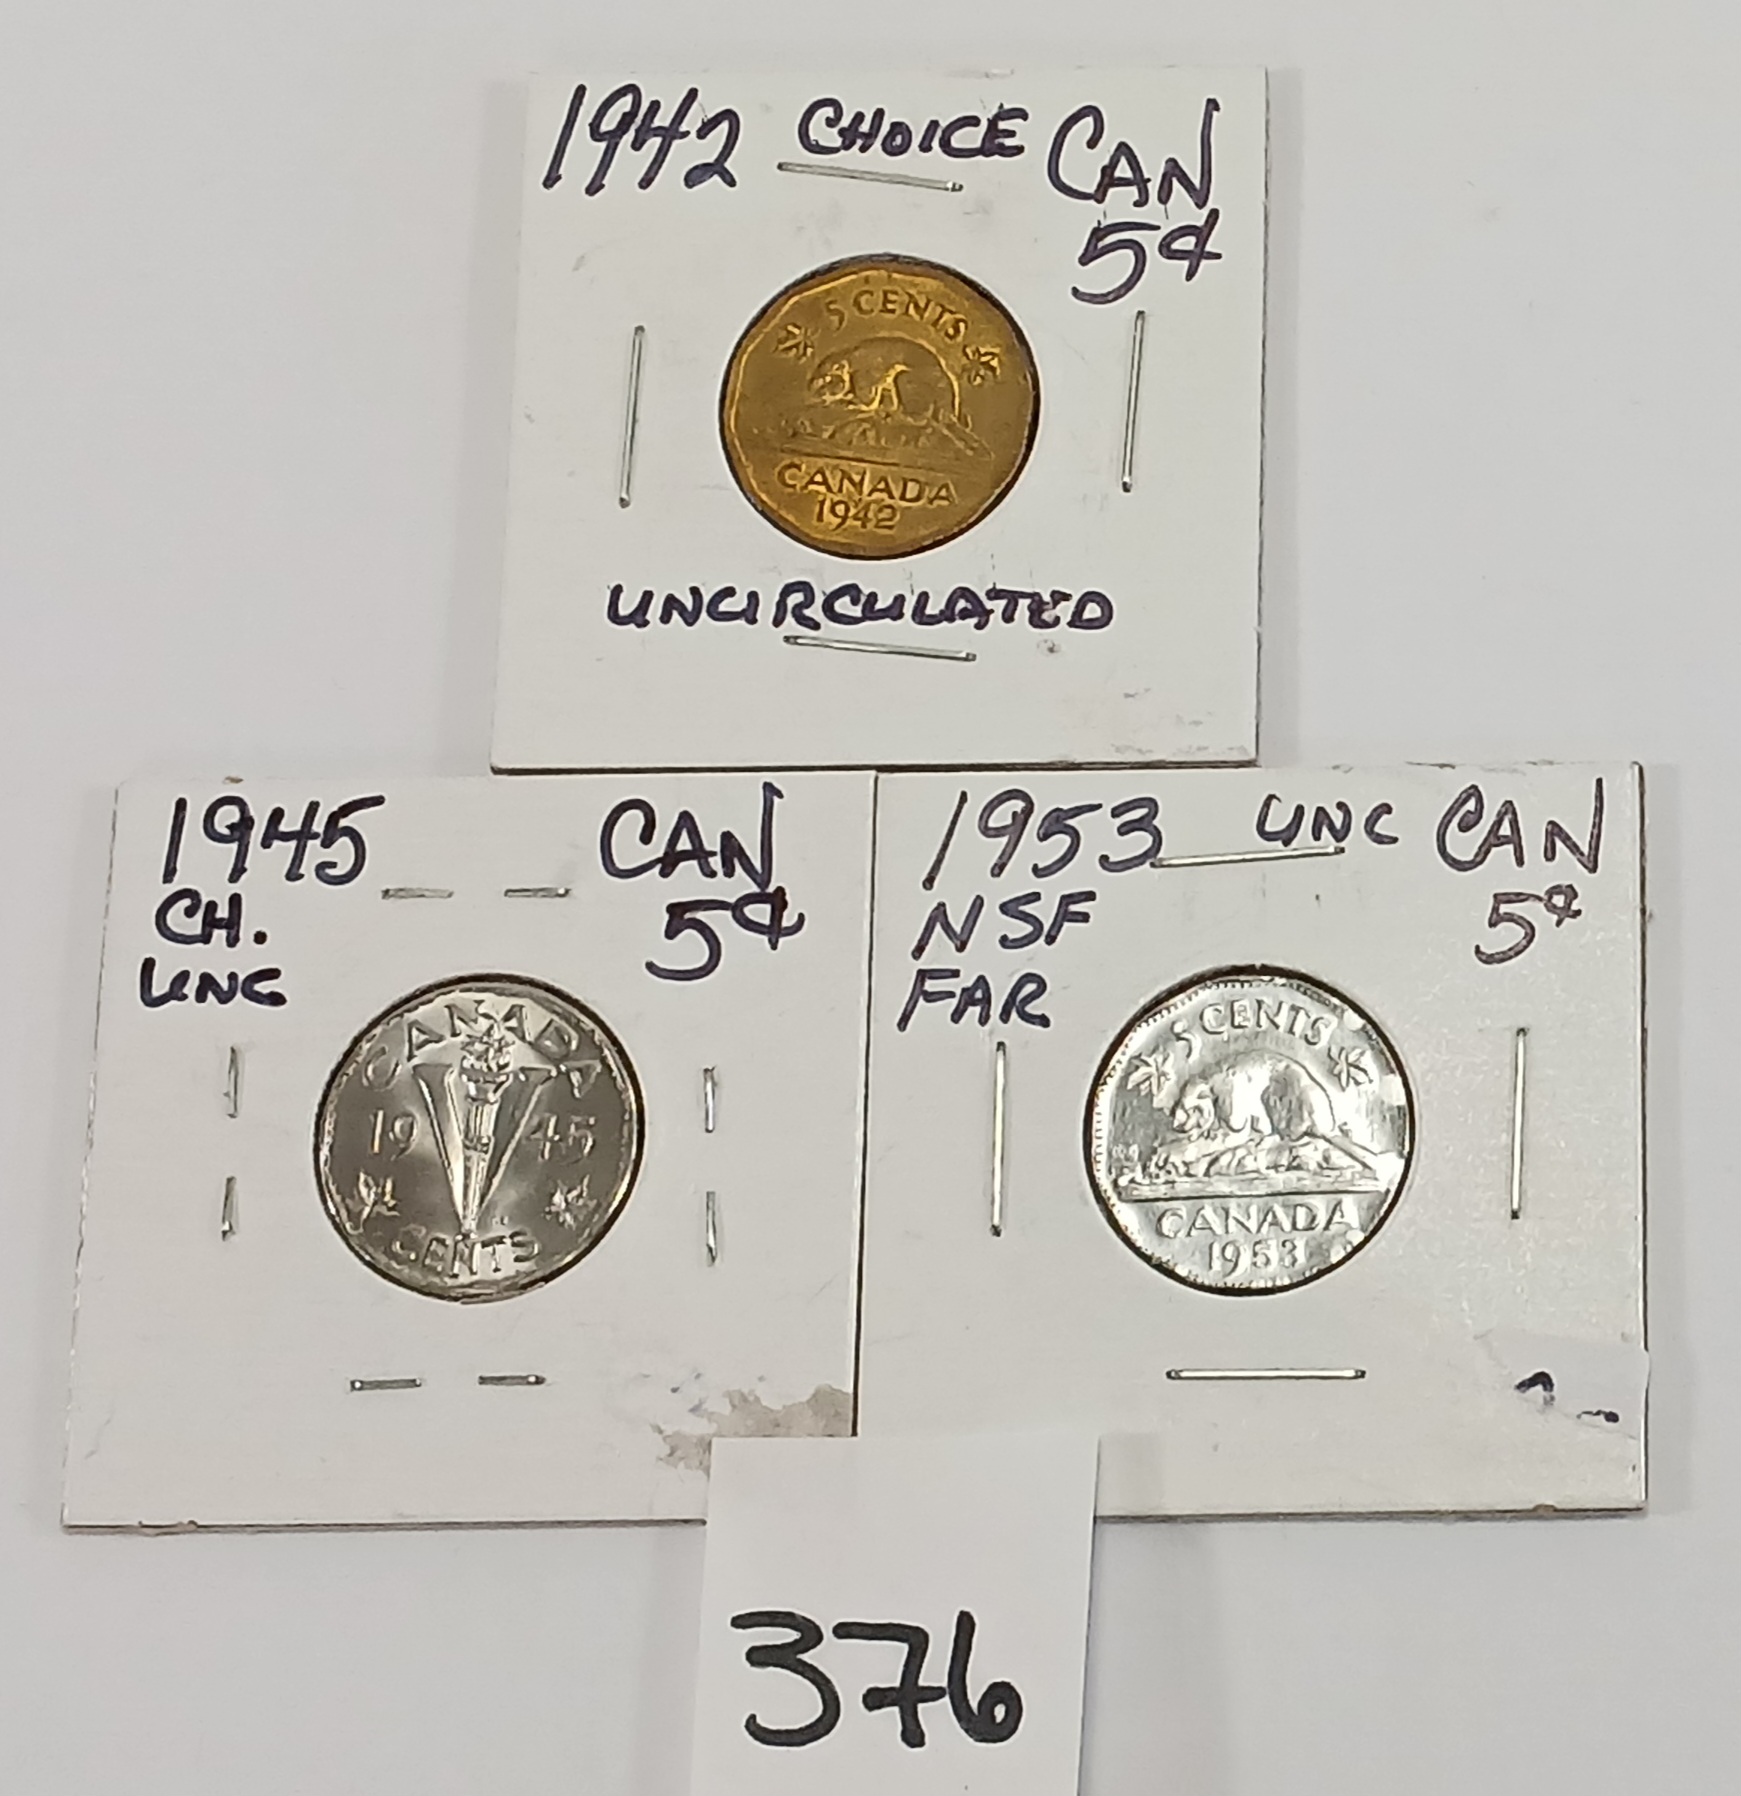 1942 CHOICE CAN
5¢
5 CENTS
CANADA
1942
UNCIRCULATED
1945 CAN
CH. 5¢
UNC
CANADA
19 45
CENTS
1953 UNC CAN
NSF 5¢
FAR
5 CENTS
CANADA
1953
376